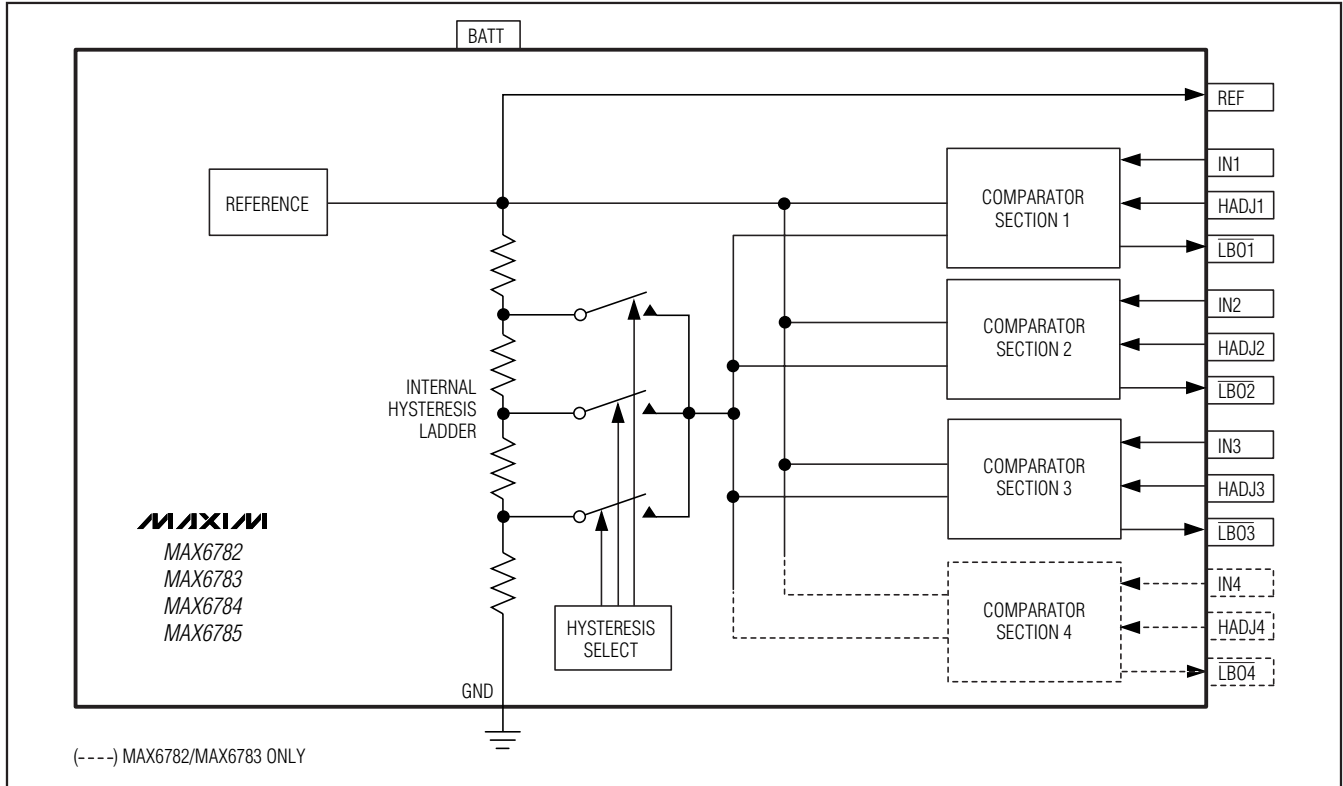 BATT
REF
IN1
REFERENCE
COMPARATOR
SECTION 1
HADJ1
LBO1
IN2
COMPARATOR
SECTION 2
HADJ2
LBO2
INTERNAL
HYSTERESIS
LADDER
IN3
COMPARATOR
SECTION 3
HADJ3
LBO3
MAXIM
MAX6782
MAX6783
MAX6784
MAX6785
HYSTERESIS
SELECT
IN4
COMPARATOR
SECTION 4
HADJ4
LBO4
GND
(----) MAX6782/MAX6783 ONLY